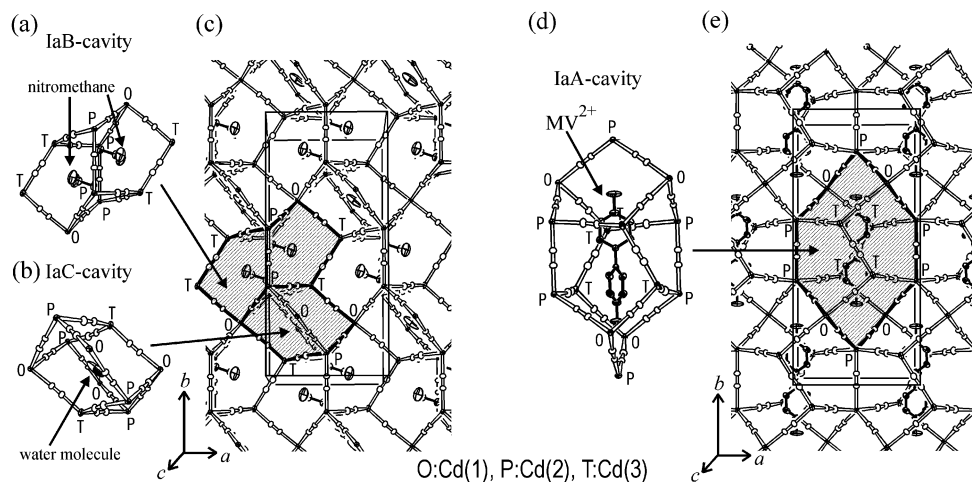 (a)
IaB-cavity
nitromethane
O
P
T
T
P
T
P
P
T
O
(b)
IaC-cavity
P
T
P
O
O
O
O
P
T
P
water molecule
(c)
O
P
T
T
P
T
O
O
T
P
b
c
a
(d)
IaA-cavity
MV2+
P
O
O
P
T
T
P
T
P
T
T
P
O
O
P
(e)
P
O
O
P
T
T
P
T
T
P
T
T
P
O
O
P
b
c
a
O:Cd(1), P:Cd(2), T:Cd(3)